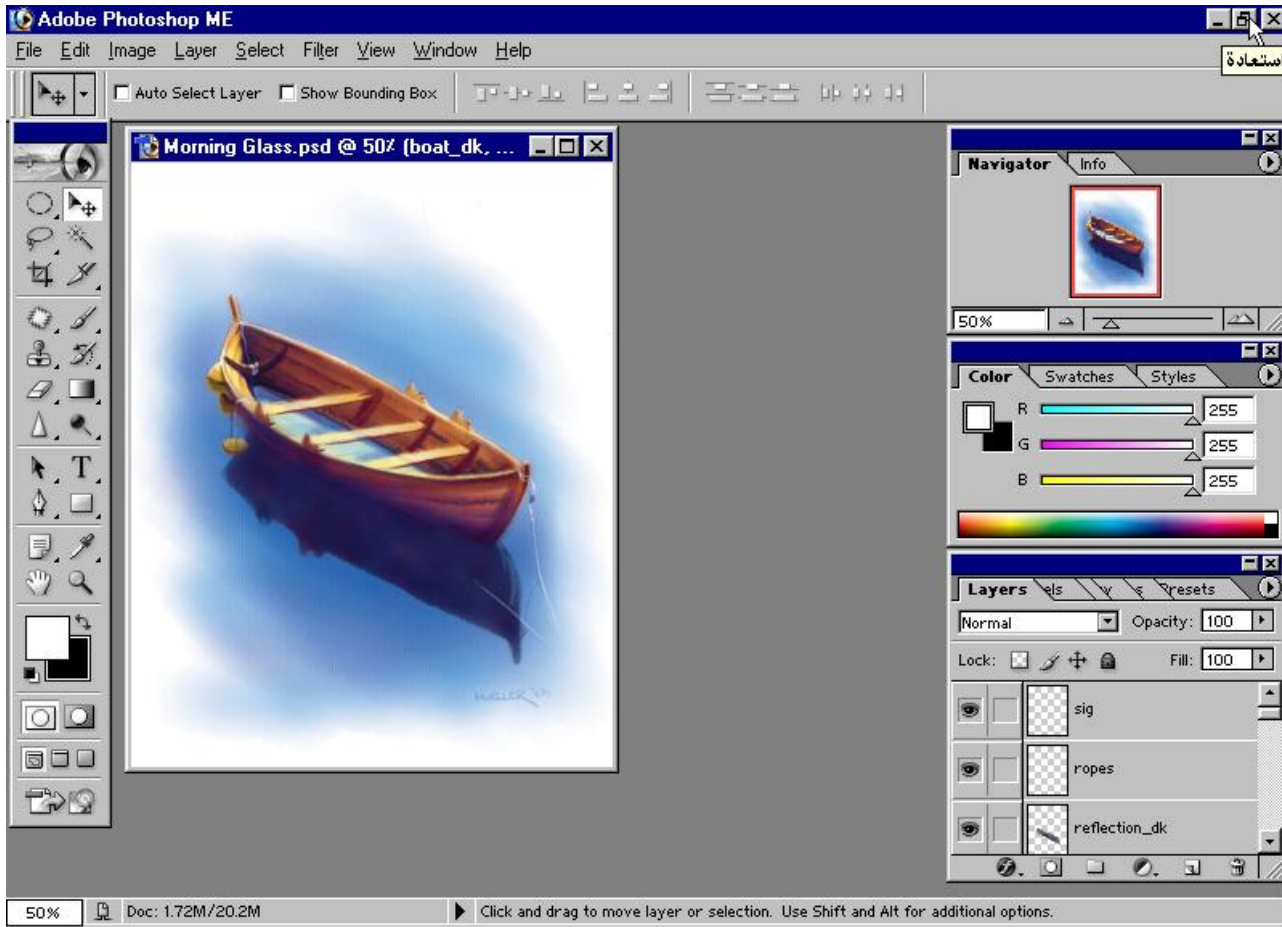 Adobe Photoshop ME
File Edit Image Layer Select Filter View Window Help
استعادة
Auto Select Layer Show Bounding Box
Morning Glass.psd @ 50% (boat_dk, ...
Navigator Info
50%
Color Swatches Styles
R 255
G 255
B 255
Layers els y s Presets
Normal Opacity: 100
Lock: Fill: 100
sig
ropes
reflection_dk
50% Doc: 1.72M/20.2M Click and drag to move layer or selection. Use Shift and Alt for additional options.